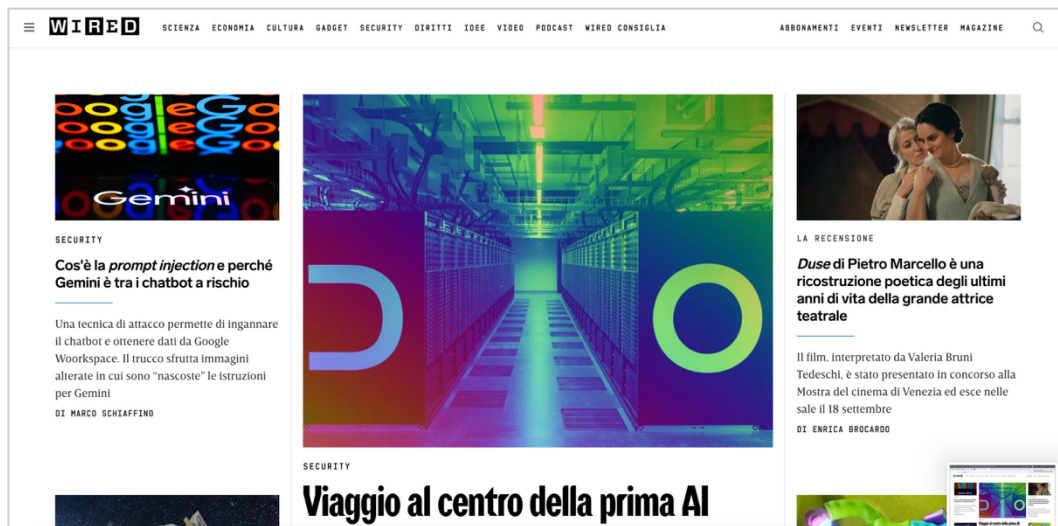 WIRED
SCIENZA ECONOMIA CULTURA GADGET SECURITY DIRITTI IDEE VIDEO PODCAST WIRED CONSIGLIA
ABBONAMENTI EVENTI NEWSLETTER MAGAZINE
Gemini
SECURITY
Cos'è la prompt injection e perché
Gemini è tra i chatbot a rischio
Una tecnica di attacco permette di ingannare
il chatbot e ottenere dati da Google
Woorkspace. Il trucco sfrutta immagini
alterate in cui sono “nascoste” le istruzioni
per Gemini
DI MARCO SCHIAFFINO
SECURITY
Viaggio al centro della prima AI
LA RECENSIONE
Duse di Pietro Marcello è una
ricostruzione poetica degli ultimi
anni di vita della grande attrice
teatrale
Il film, interpretato da Valeria Bruni
Tedeschi, è stato presentato in concorso alla
Mostra del cinema di Venezia ed esce nelle
sale il 18 settembre
DI ENRICA BROCARDO